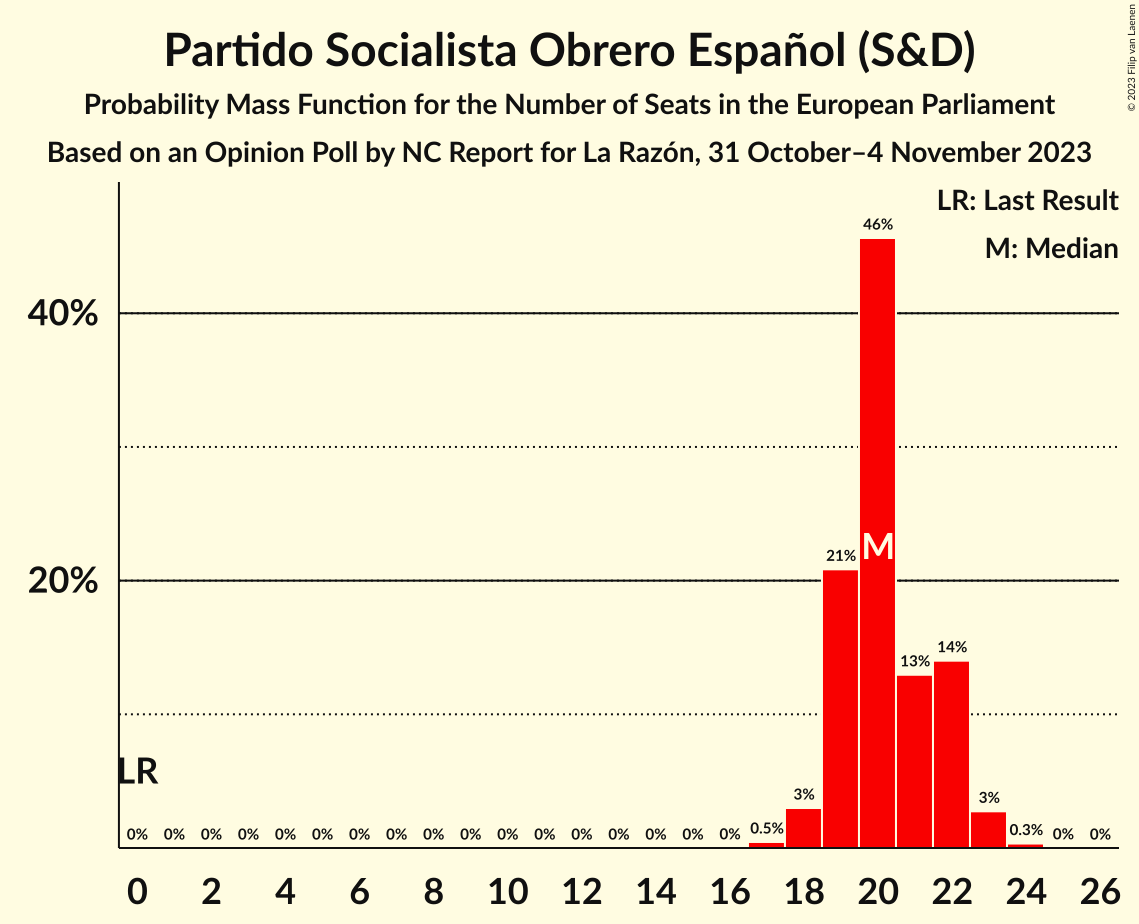 Partido Socialista Obrero Español (S&D)
Probability Mass Function for the Number of Seats in the European Parliament
Based on an Opinion Poll by NC Report for La Razón, 31 October–4 November 2023
© 2023 Filip van Laenen
LR: Last Result
M: Median
46%
40%
M
21%
20%
14%
13%
LR
3% 3%
0% 0% 0% 0% 0% 0% 0% 0% 0% 0% 0% 0% 0% 0% 0% 0% 0% 0.5% 0.3% 0% 0%
0 2 4 6 8 10 12 14 16 18 20 22 24 26